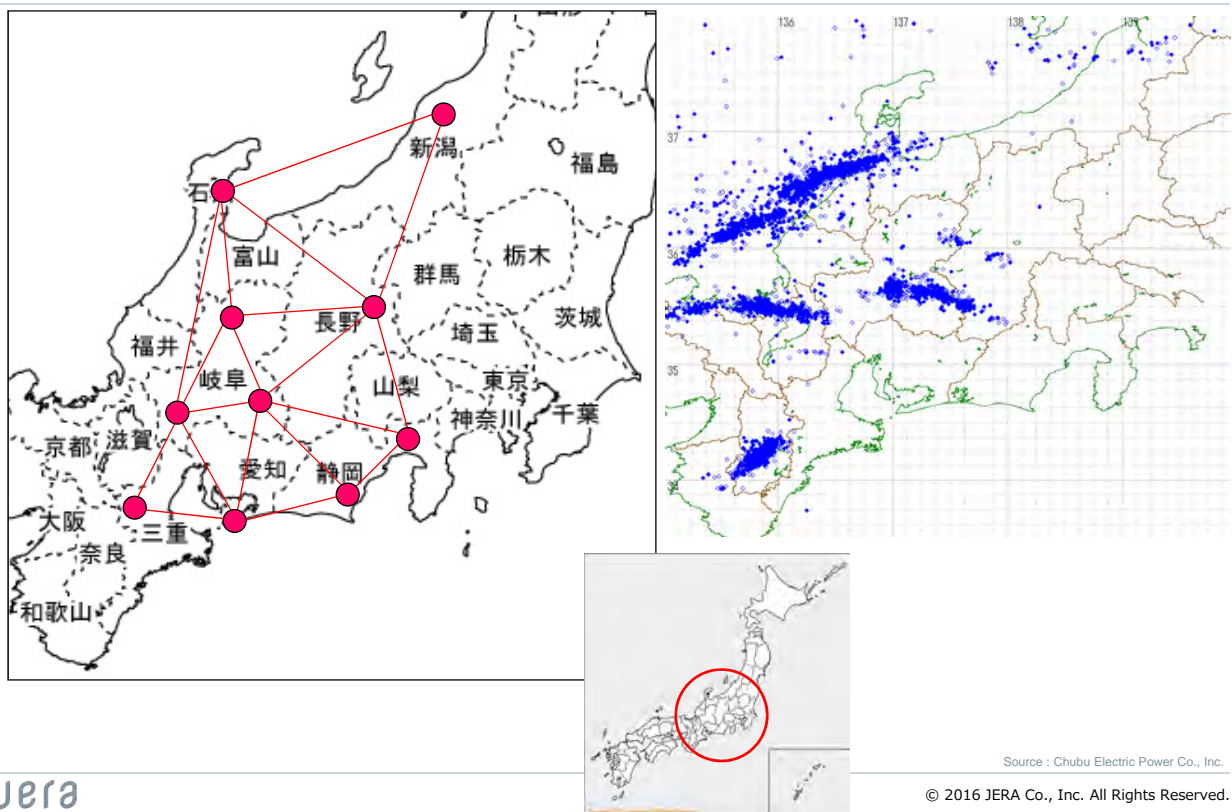 新潟
福島
石
富山
群馬
栃木
長野
茨城
福井
埼玉
岐阜
山梨
東京
神奈川
千葉
京都
滋賀
愛知
静岡
大阪
三重
奈良
和歌山
136 137 138 139
37
36
35
34
Source : Chubu Electric Power Co., Inc.
Jera
© 2016 JERA Co., Inc. All Rights Reserved.